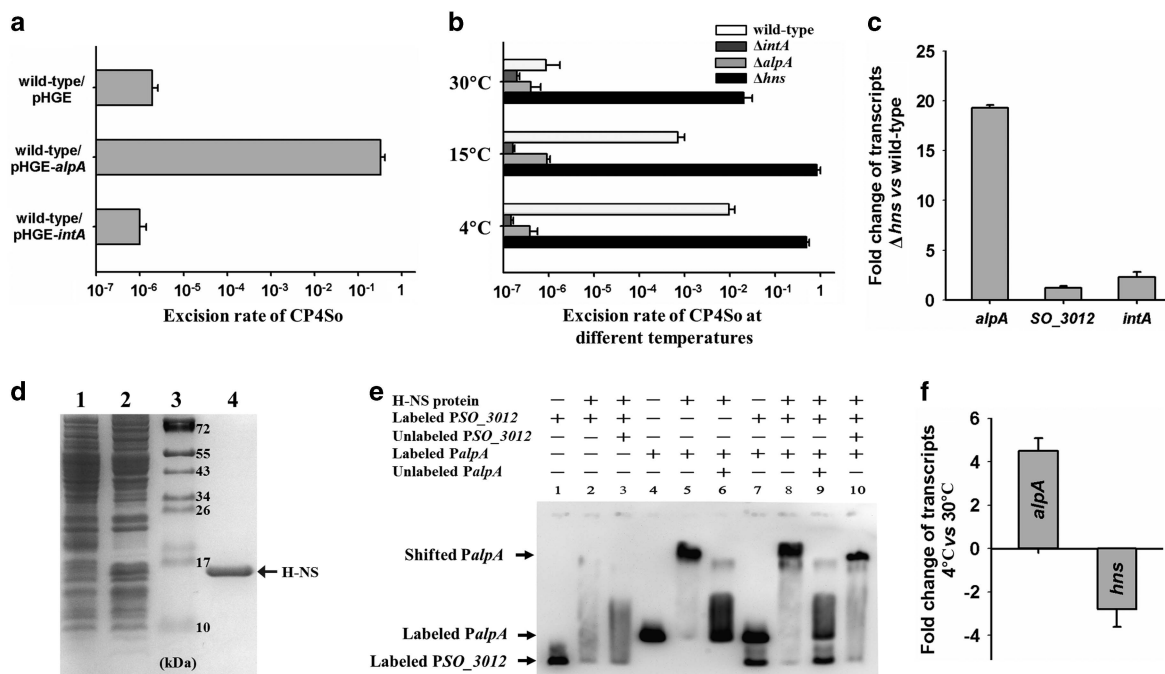 a
wild-type/
pHGE
wild-type/
pHGE-alpA
wild-type/
pHGE-intA
10-7 10-6 10-5 10-4 10-3 10-2 10-1 1
Excision rate of CP4So
b
wild-type
ΔintA
ΔalpA
Δhns
30°C
15°C
4°C
10-7 10-6 10-5 10-4 10-3 10-2 10-1 1
Excision rate of CP4So at
different temperatures
c
Fold change of transcripts
Δ hns vs wild-type
25
20
15
10
5
0
alpA SO_3012 intA
d
1 2 3 4
72
55
43
34
26
17
10
(kDa)
H-NS
e
H-NS protein — + + — + + — + + +
Labeled PSO_3012 + + + — — — + + + +
Unlabeled PSO_3012 — — + — — — — — — +
Labeled PalpA — — — + + + + + + +
Unlabeled PalpA — — — — — + — — + —
1 2 3 4 5 6 7 8 9 10
Shifted PalpA
Labeled PalpA
Labeled PSO_3012
f
Fold change of transcripts
4°C vs 30°C
6
4
2
0
-2
-4
alpA
hns